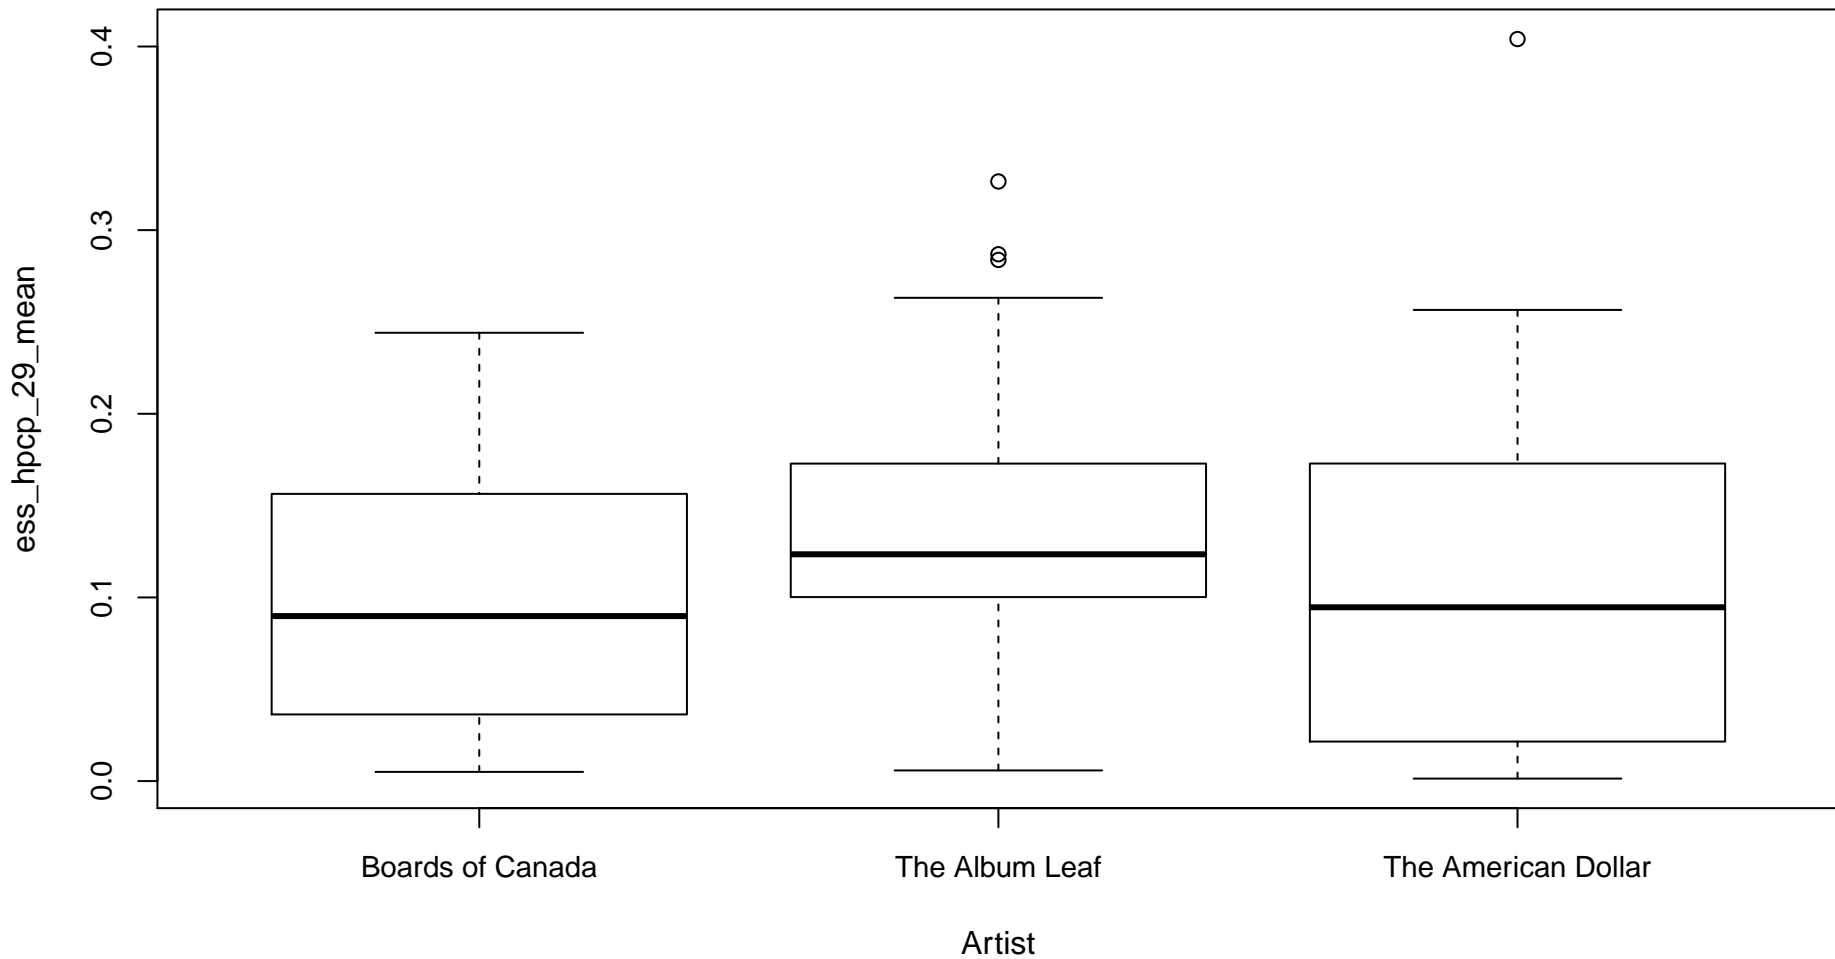 ess_hpcp_29_mean
0.4
0.3
0.2
0.1
0.0
Boards of Canada
The Album Leaf
The American Dollar
Artist